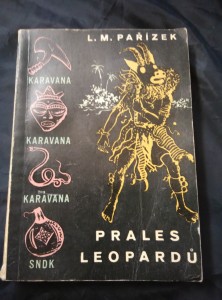 L. M. PAŘÍZEK
KARAVANA
KARAVANA
KARAVANA
SNDK
PRALES
LEOPARDŮ